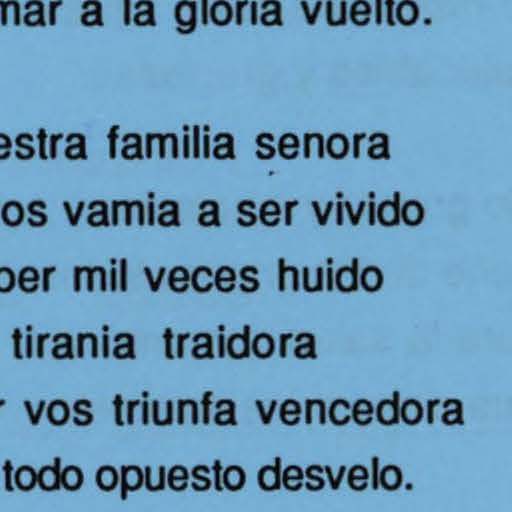 mar a la gloria vuelto.
estra familia senora
os vamia a ser vivido
ber mil veces huido
tirania traidora
r vos triunfa vencedora
todo opuesto desvelo.